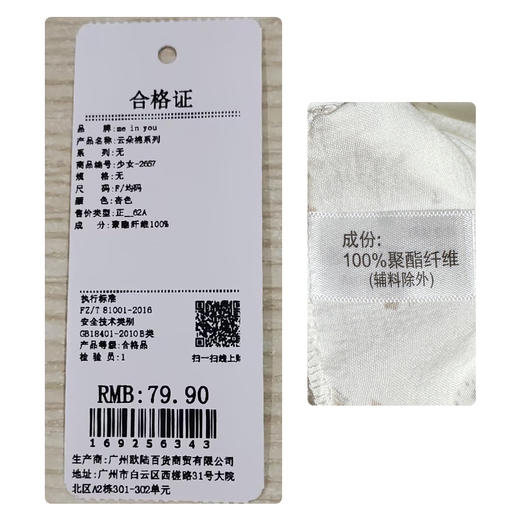 合格证
品    牌:me in you
产品名称:云朵棉系列
系    列:无
商品编号:少女-2657
规    格:无
尺    码:F/均码
颜    色:杏色
售价类型:正__62A
成    分:聚酯纤维100%
执行标准
FZ/T 81001-2016
安全技术类别
GB18401-2010B类
产品等级:合格品
检 验 员:1
扫一扫线上购
RMB:79.90
169256343
生产商:广州欧陆百货商贸有限公司
地址:广州市白云区西槎路31号大院
北区A2栋301-302单元
成份:
100%聚酯纤维
(辅料除外)